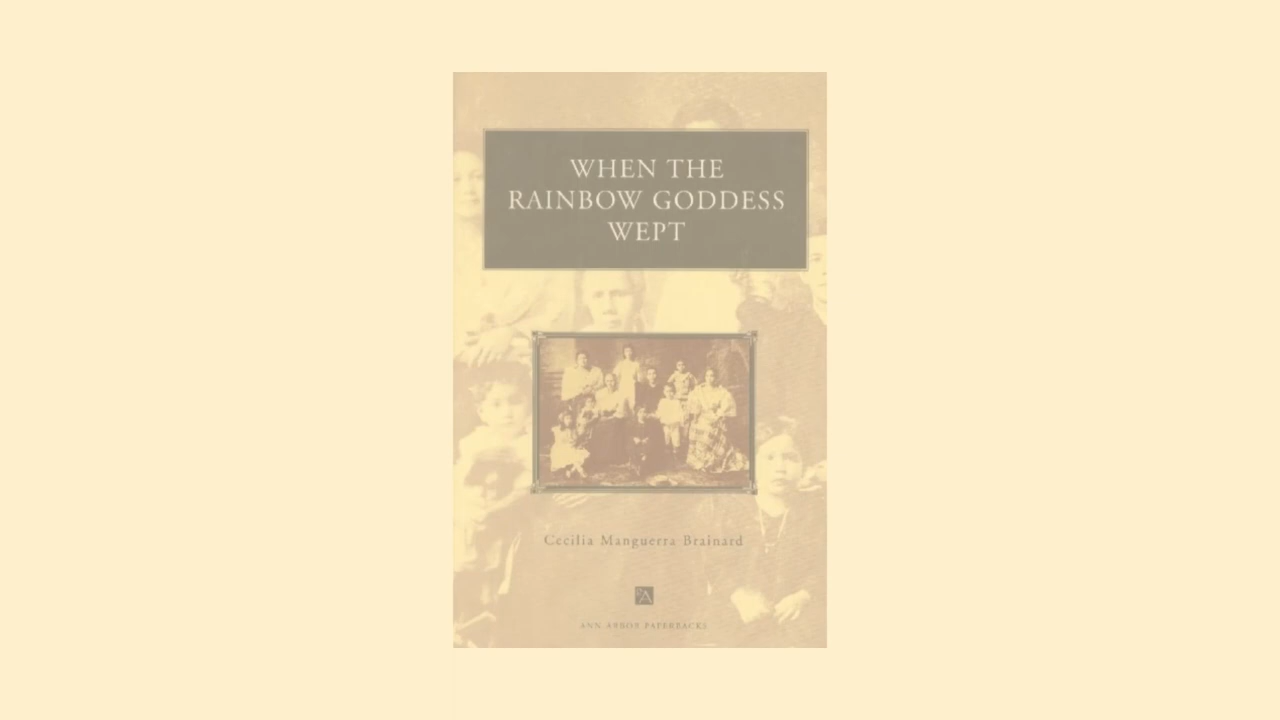 WHEN THE
RAINBOW GODDESS
WEPT
Cecilia Manguerra Brainard
ANN ARBOR PAPERBACKS